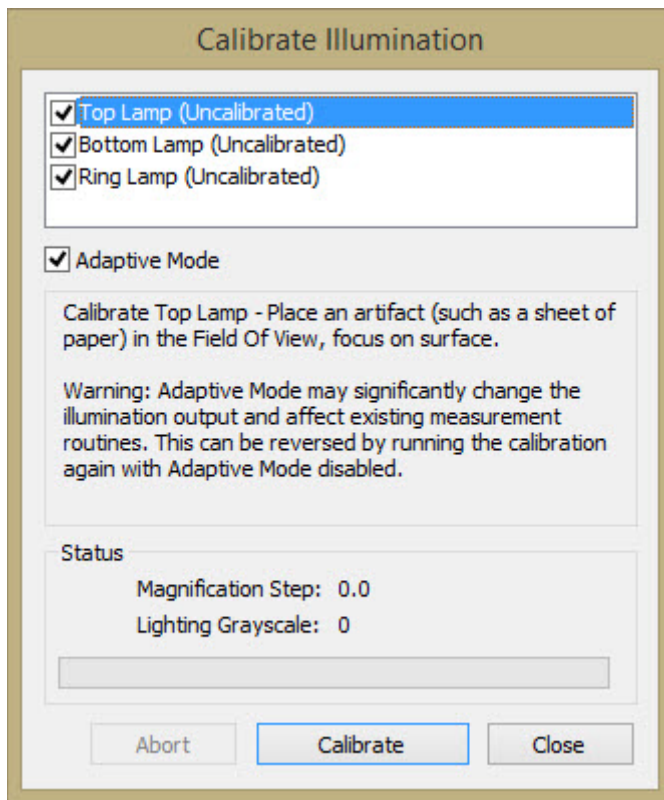 Calibrate Illumination
Top Lamp (Uncalibrated)
Bottom Lamp (Uncalibrated)
Ring Lamp (Uncalibrated)
Adaptive Mode
Calibrate Top Lamp - Place an artifact (such as a sheet of
paper) in the Field Of View, focus on surface.
Warning: Adaptive Mode may significantly change the
illumination output and affect existing measurement
routines. This can be reversed by running the calibration
again with Adaptive Mode disabled.
Status
Magnification Step: 0.0
Lighting Grayscale: 0
Abort Calibrate Close